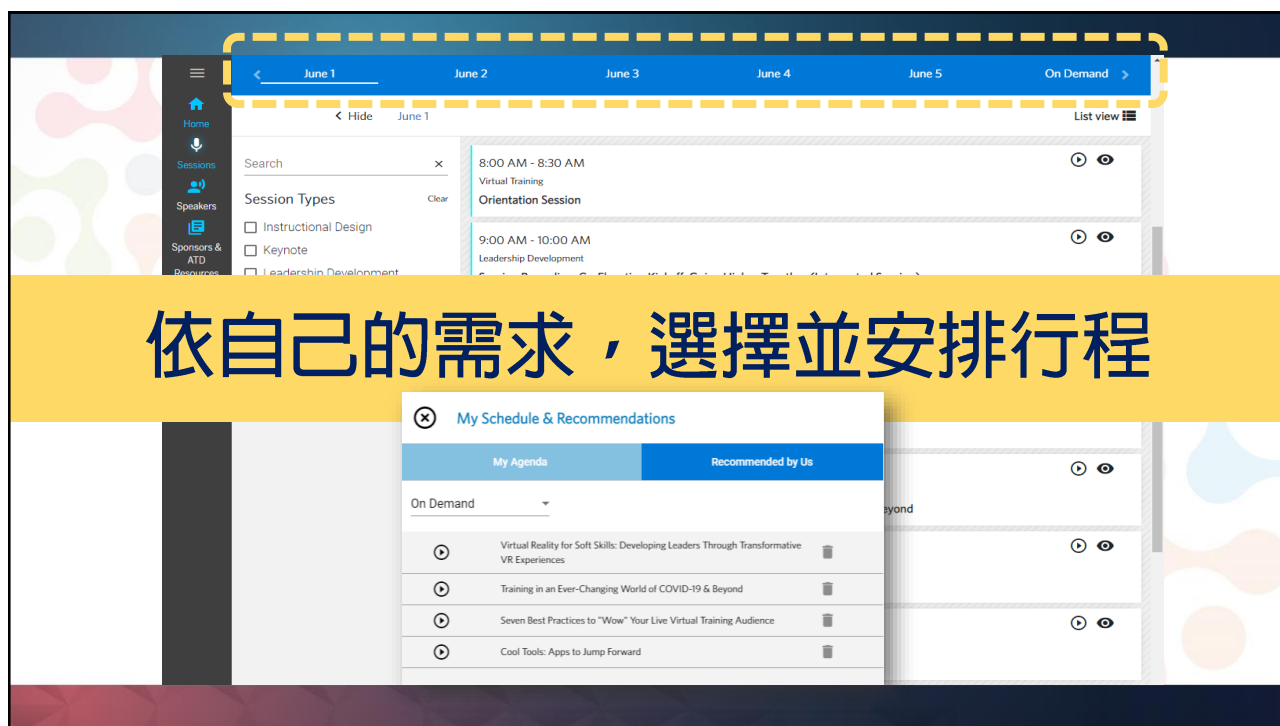 June 1
June 2
June 3
June 4
June 5
On Demand
Home
Sessions
Speakers
Sponsors &
ATD
Resources
Hide
June 1
List view
Search
Session Types
Clear
Instructional Design
Keynote
Leadership Development
8:00 AM - 8:30 AM
Virtual Training
Orientation Session
9:00 AM - 10:00 AM
Leadership Development
依自己的需求，選擇並安排行程
My Schedule & Recommendations
My Agenda
Recommended by Us
On Demand
Virtual Reality for Soft Skills: Developing Leaders Through Transformative
VR Experiences
Training in an Ever-Changing World of COVID-19 & Beyond
Seven Best Practices to "Wow" Your Live Virtual Training Audience
Cool Tools: Apps to Jump Forward
eyond